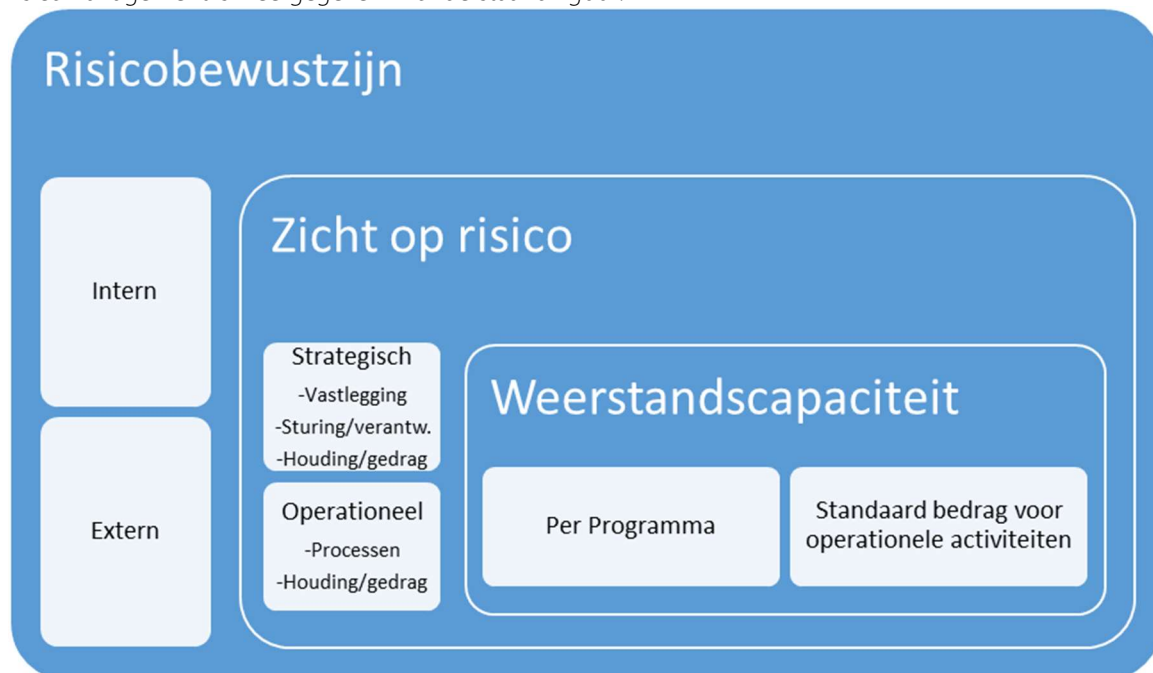 Risicobewustzijn
Intern
Extern
Zicht op risico
Strategisch
-Vastlegging
-Sturing/verantw.
-Houding/gedrag
Operationeel
-Processen
-Houding/gedrag
Weerstandscapaciteit
Per Programma
Standaard bedrag voor
operationele activiteiten